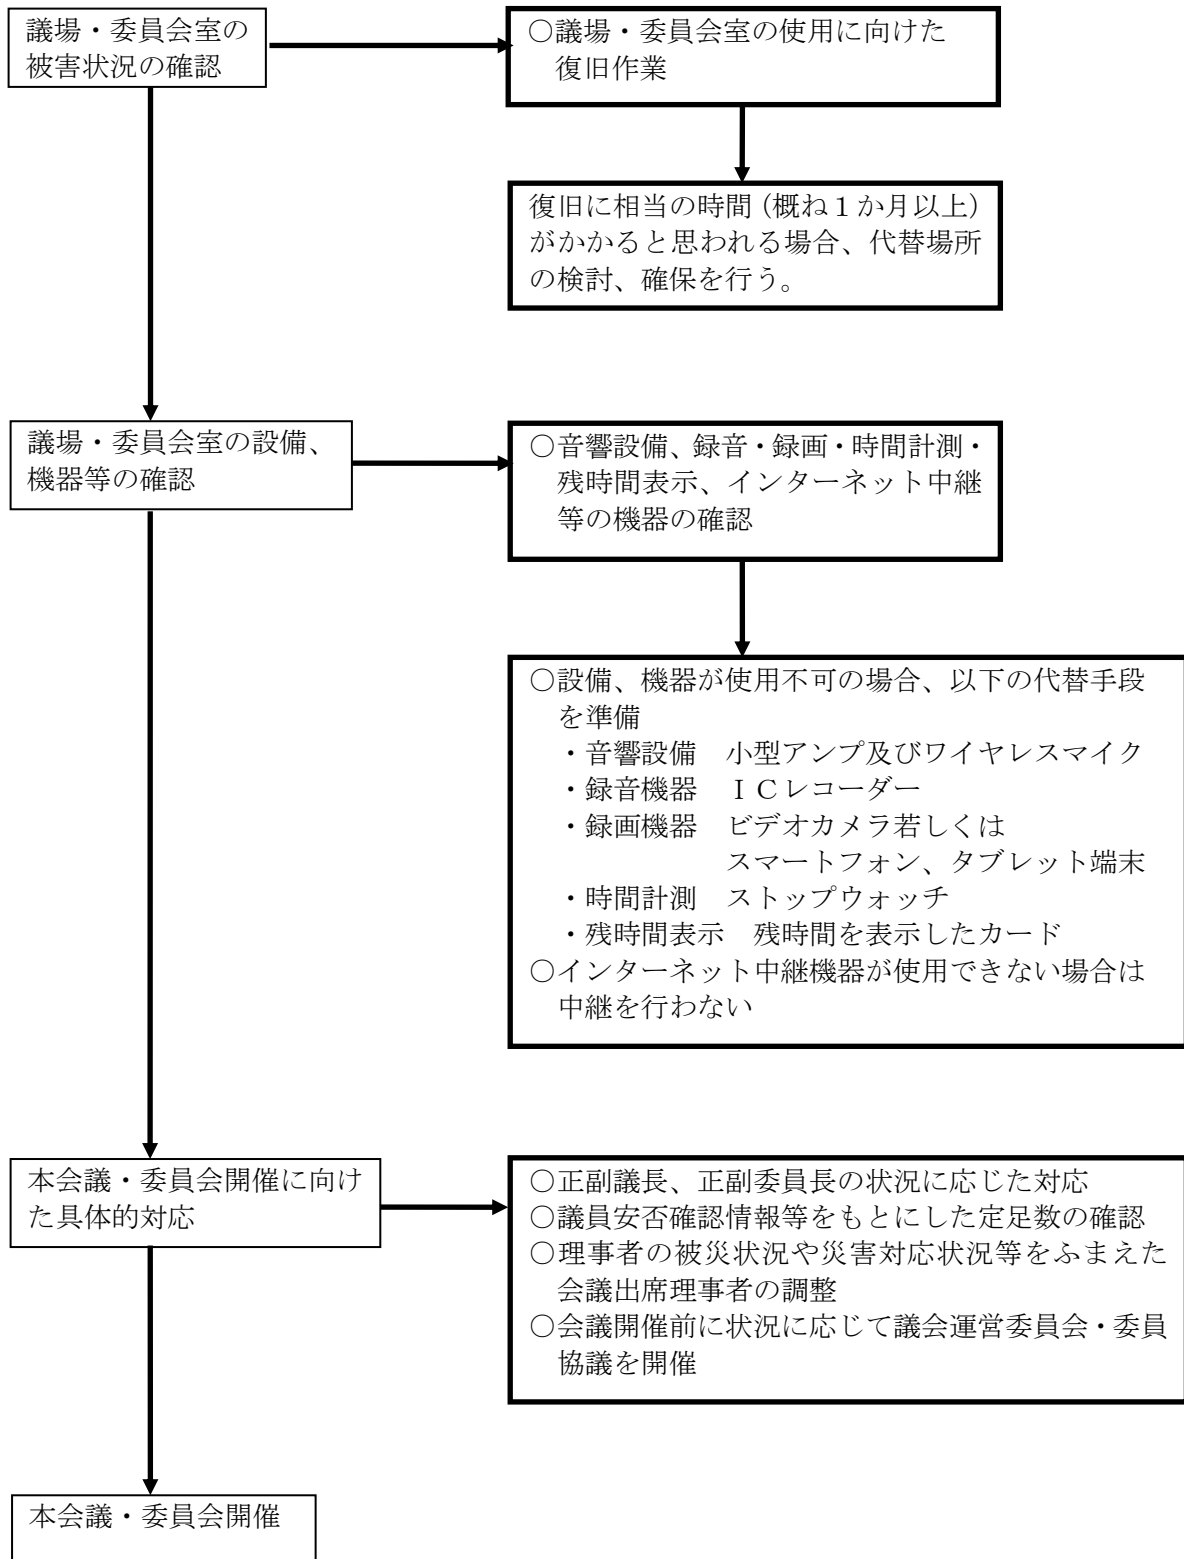 議場・委員会室の
被害状況の確認
○議場・委員会室の使用に向けた
復旧作業
復旧に相当の時間(概ね１か月以上)
がかかると思われる場合、代替場所
の検討、確保を行う。
議場・委員会室の設備、
機器等の確認
○音響設備、録音・録画・時間計測・
残時間表示、インターネット中継
等の機器の確認
○設備、機器が使用不可の場合、以下の代替手段
を準備
・音響設備　小型アンプ及びワイヤレスマイク
・録音機器　ＩＣレコーダー
・録画機器　ビデオカメラ若しくは
スマートフォン、タブレット端末
・時間計測　ストップウォッチ
・残時間表示　残時間を表示したカード
○インターネット中継機器が使用できない場合は
中継を行わない
本会議・委員会開催に向け
た具体的対応
○正副議長、正副委員長の状況に応じた対応
○議員安否確認情報等をもとにした定足数の確認
○理事者の被災状況や災害対応状況等をふまえた
会議出席理事者の調整
○会議開催前に状況に応じて議会運営委員会・委員
協議を開催
本会議・委員会開催